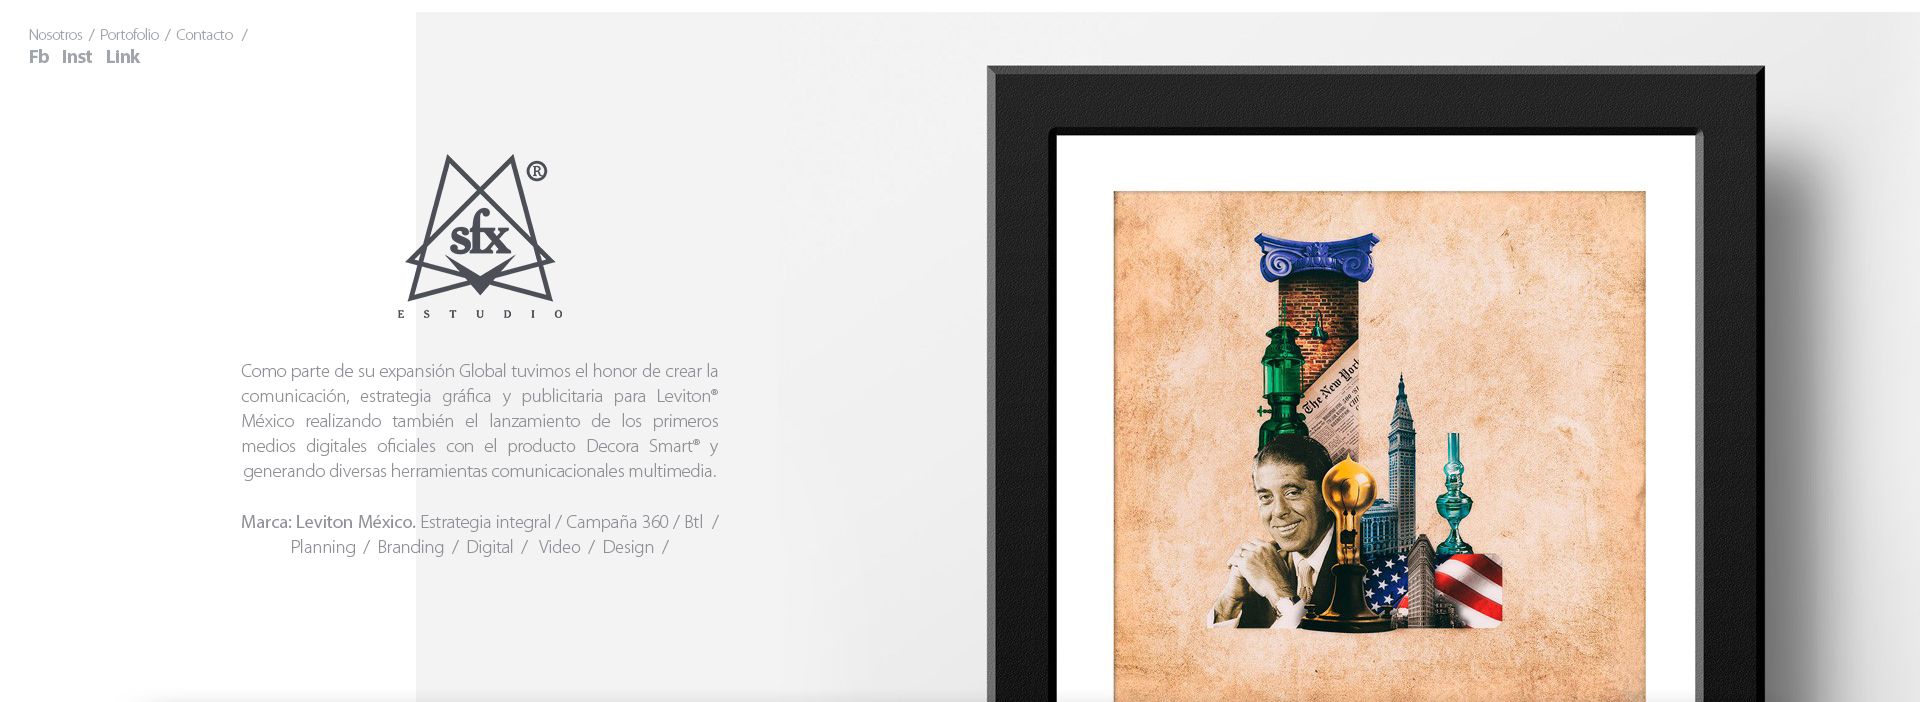 Nosotros / Portofolio / Contacto /
Fb Inst Link
®
sfx
ESTUDIO
Como parte de su expansión Global tuvimos el honor de crear la
comunicación, estrategia gráfica y publicitaria para Leviton®
México realizando también el lanzamiento de los primeros
medios digitales oficiales con el producto Decora Smart® y
generando diversas herramientas comunicacionales multimedia.
Marca: Leviton México. Estrategia integral / Campaña 360 / Btl /
Planning / Branding / Digital / Video / Design /
The New York